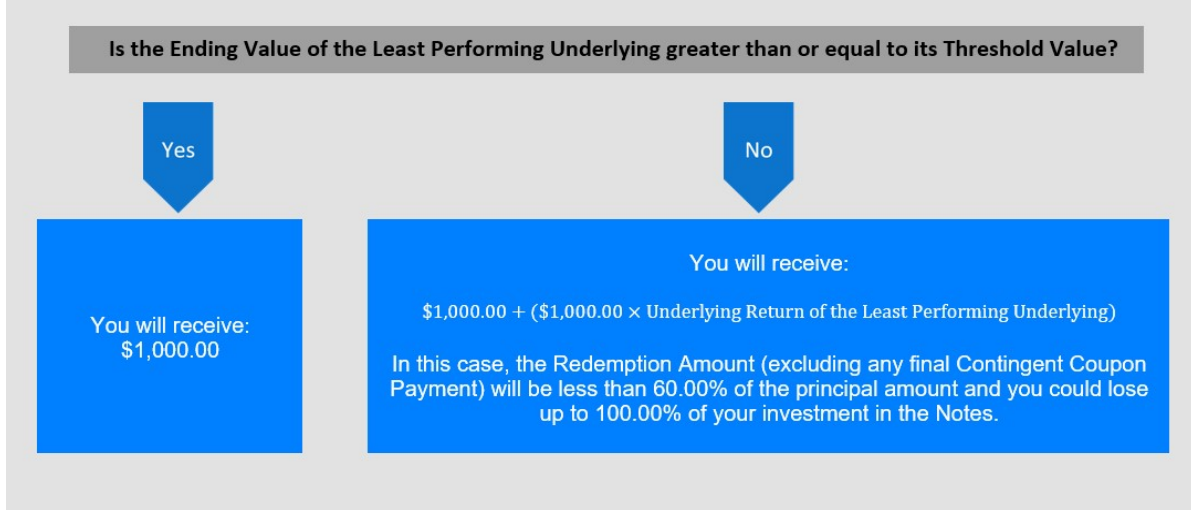 Is the Ending Value of the Least Performing Underlying greater than or equal to its Threshold Value?
Yes
No
You will receive:
$1,000.00
You will receive:
$1,000.00 + ($1,000.00 × Underlying Return of the Least Performing Underlying)
In this case, the Redemption Amount (excluding any final Contingent Coupon
Payment) will be less than 60.00% of the principal amount and you could lose
up to 100.00% of your investment in the Notes.